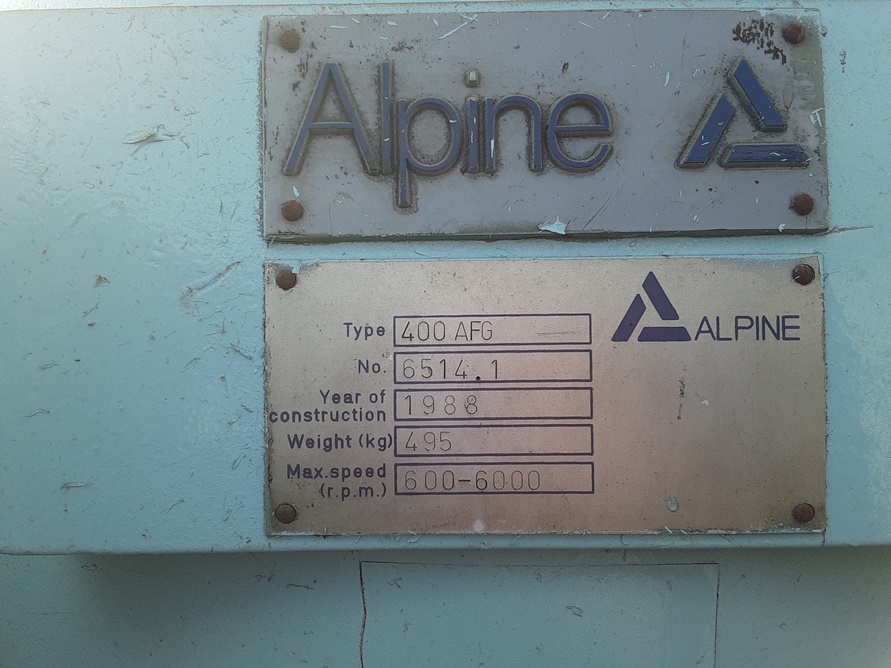 Alpine
ALPINE
Type 400 AFG
No. 6514.1
Year of
construction 1988
Weight (kg) 495
Max.speed
(r.p.m.) 600-6000